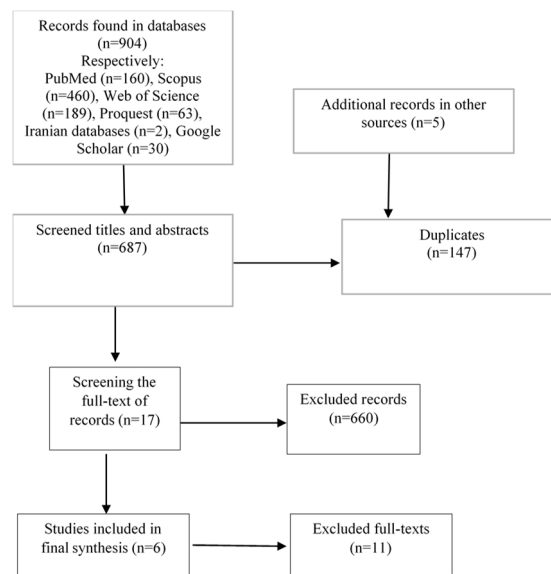 Records found in databases
(n=904)
Respectively:
PubMed (n=160), Scopus
(n=460), Web of Science
(n=189), Proquest (n=63),
Iranian databases (n=2), Google
Scholar (n=30)
Additional records in other
sources (n=5)
Screened titles and abstracts
(n=687)
Duplicates
(n=147)
Screening the
full-text of
records (n=17)
Excluded records
(n=660)
Studies included in
final synthesis (n=6)
Excluded full-texts
(n=11)